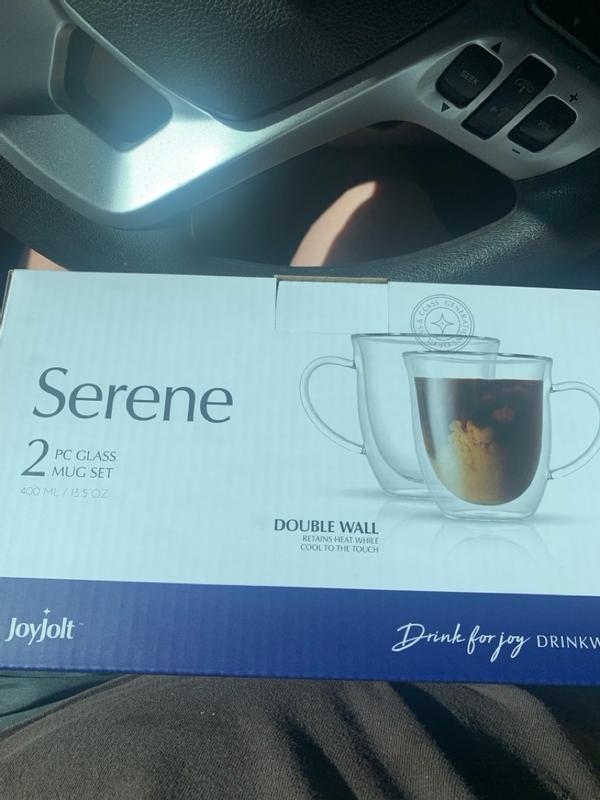 SEEK
Serene
2 PC GLASS
MUG SET
400 ML / 13.5 OZ
DOUBLE WALL
RETAINS HEAT WHILE
COOL TO THE TOUCH
JoyJolt
Drink for joy DRINKW